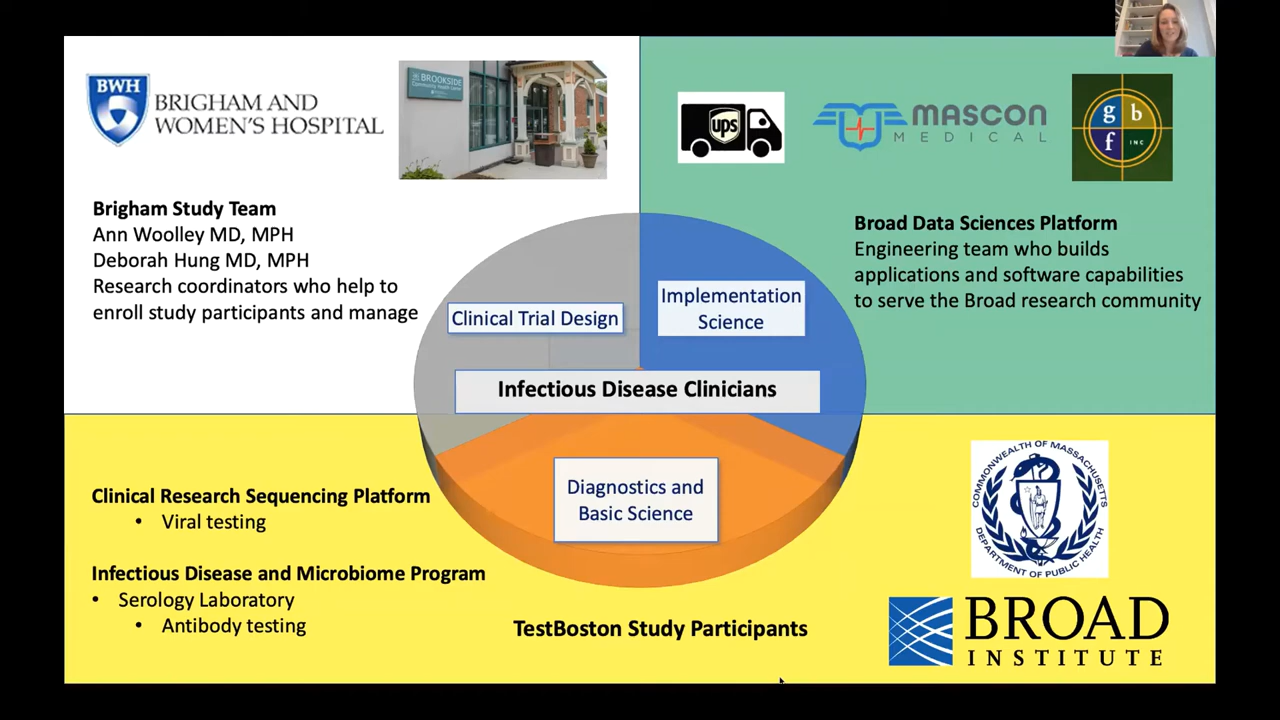 BWH
BRIGHAM AND
WOMEN'S HOSPITAL
BROOKSIDE
Community Health Center
ups
MASCON
MEDICAL
g b
f INC
Brigham Study Team
Ann Woolley MD, MPH
Deborah Hung MD, MPH
Research coordinators who help to
enroll study participants and manage
Broad Data Sciences Platform
Engineering team who builds
applications and software capabilities
to serve the Broad research community
Clinical Trial Design
Implementation
Science
Infectious Disease Clinicians
Diagnostics and
Basic Science
Clinical Research Sequencing Platform
• Viral testing
Infectious Disease and Microbiome Program
• Serology Laboratory
• Antibody testing
TestBoston Study Participants
COMMONWEALTH OF MASSACHUSETTS
DEPARTMENT OF PUBLIC HEALTH
BROAD
INSTITUTE